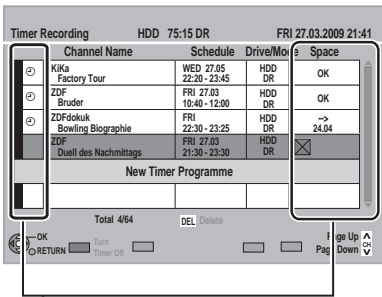 Timer Recording HDD 75:15 DR FRI 27.03.2009 21:41
Channel Name Schedule Drive/Mode Space
KiKa WED 27.05 HDD OK
Factory Tour 22:20 - 23:45 DR
ZDF FRI 27.03 HDD OK
Bruder 10:40 - 12:00 DR
ZDFdokuk FRI HDD -->
Bowling Biographie 22:30 - 23:25 DR 24.04
ZDF FRI 27.03 HDD
Duell des Nachmittags 21:30 - 23:30 DR
New Timer Programme
Total 4/64 DEL Delete
OK Turn Page Up CH
RETURN Timer Off Page Down